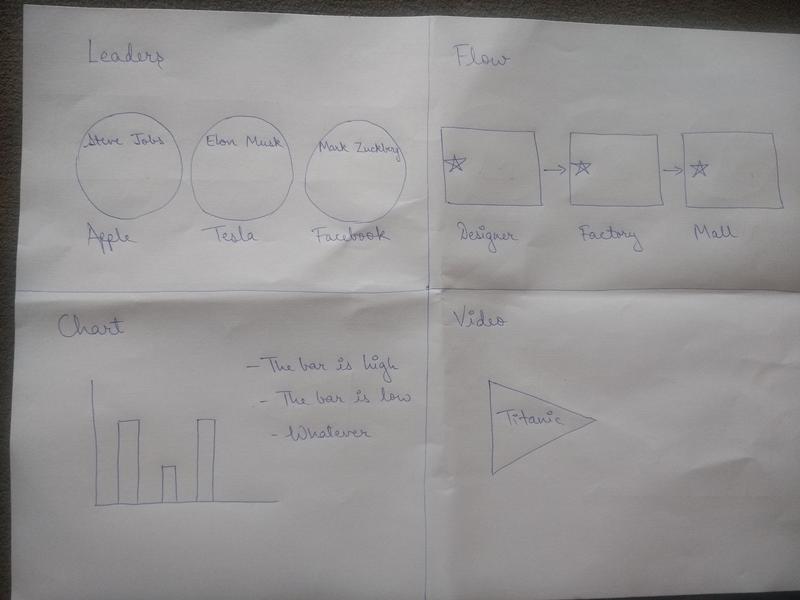 Leaders
Steve Jobs
Elon Musk
Mark Zuckbrg
Apple
Tesla
Facebook
Flow
Designer
Factory
Mall
Chart
- The bar is high
- The bar is low
- Whatever
Video
Titanic